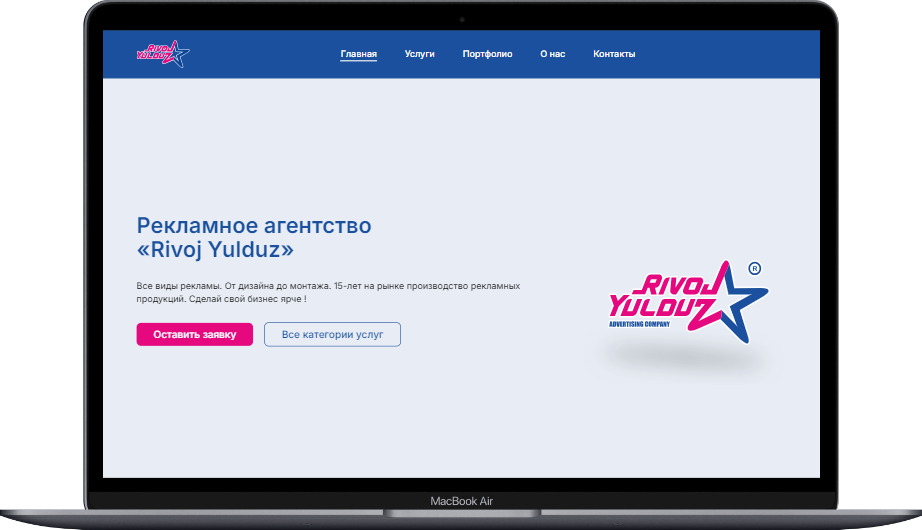 RIVOJ
YULDUZ
Главная Услуги Портфолио О нас Контакты
Рекламное агентство
«Rivoj Yulduz»
Все виды рекламы. От дизайна до монтажа. 15-лет на рынке производство рекламных
продукций. Сделай свой бизнес ярче !
Оставить заявку Все категории услуг
®
RIVOJ
YULDUZ
ADVERTISING COMPANY
MacBook Air